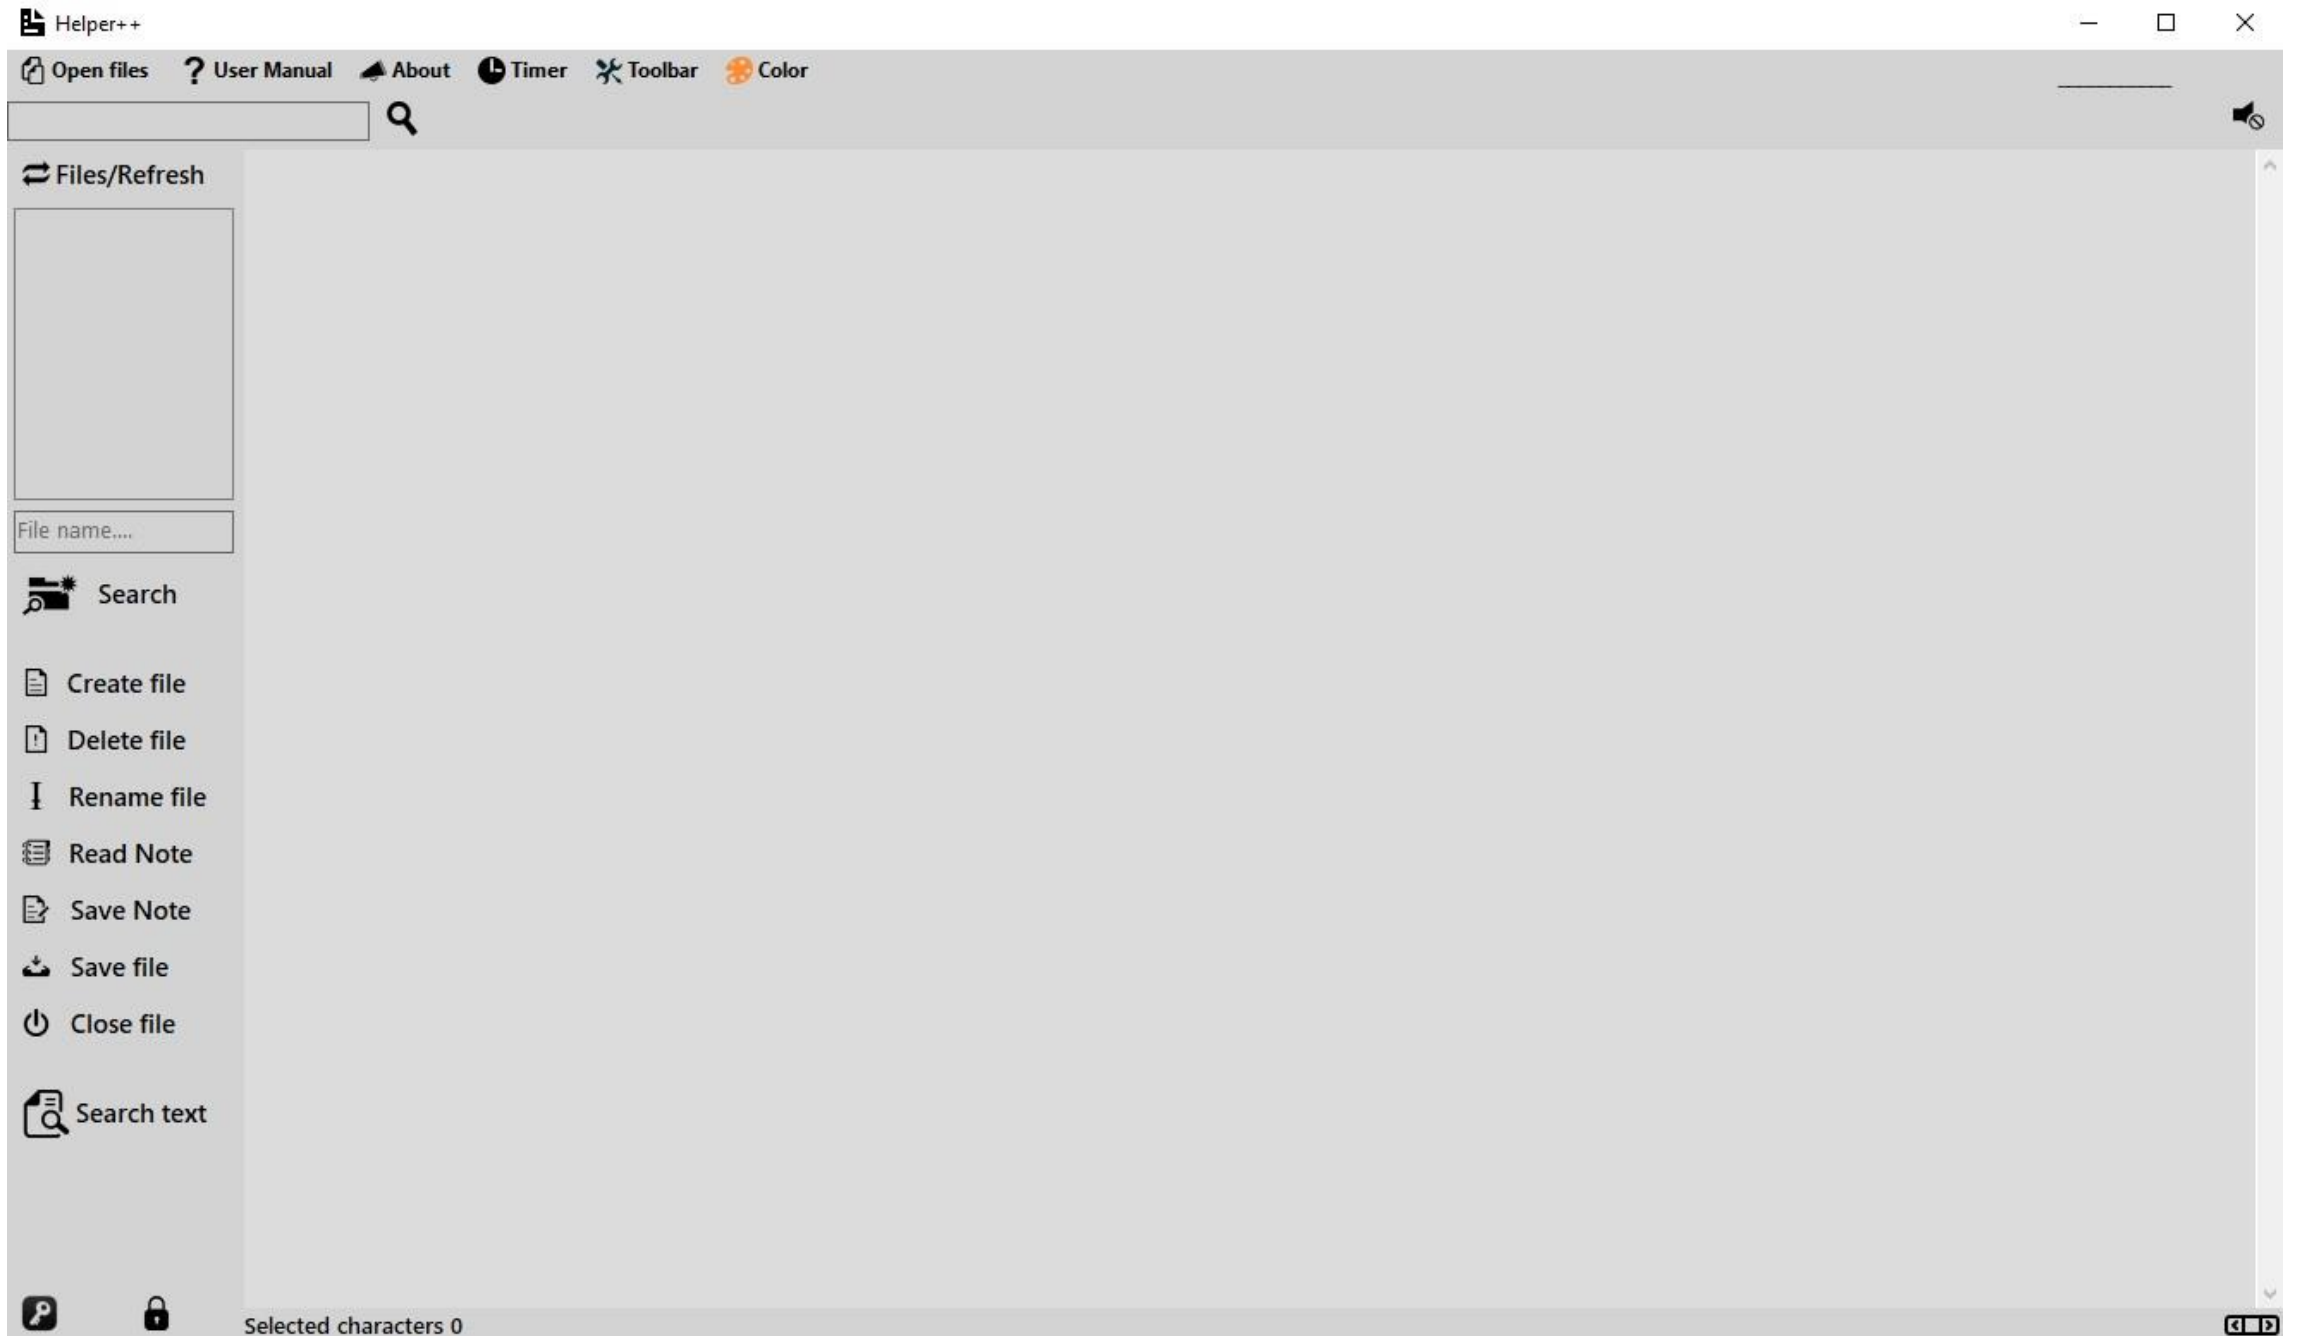 Helper++
Open files ? User Manual About Timer Toolbar Color
Files/Refresh
File name....
Search
Create file
Delete file
Rename file
Read Note
Save Note
Save file
Close file
Search text
Selected characters 0